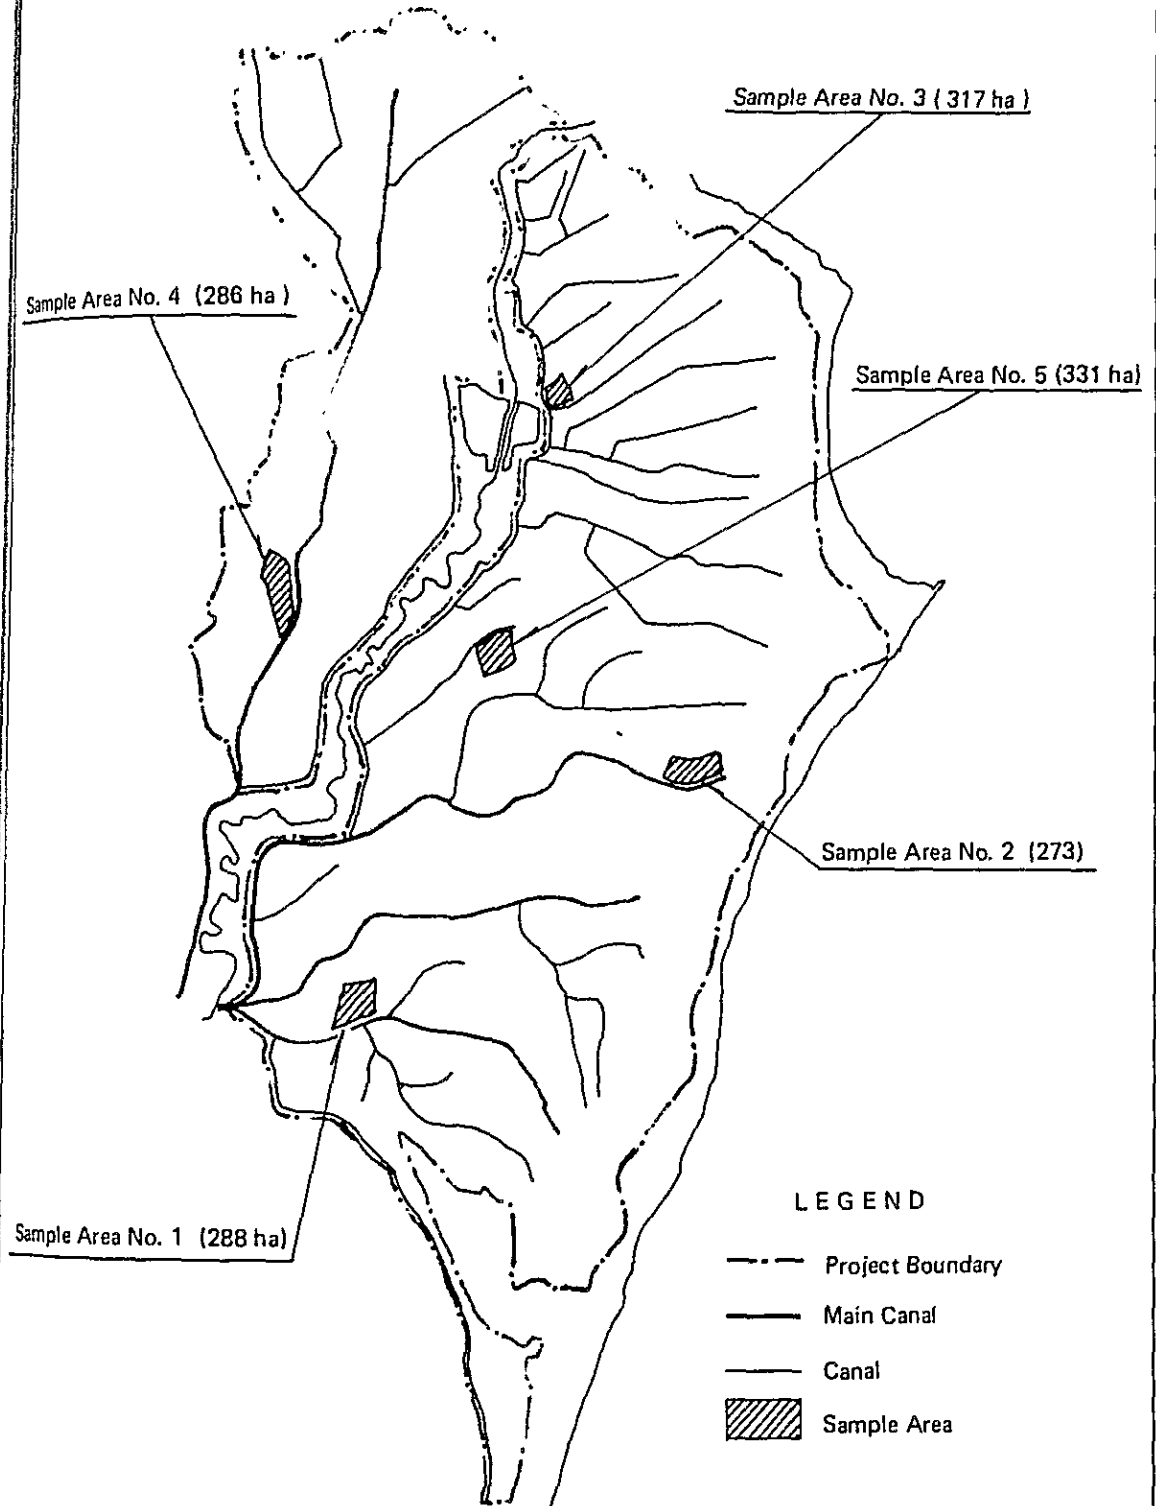 Sample Area No. 3 (317 ha)
Sample Area No. 4 (286 ha)
Sample Area No. 5 (331 ha)
Sample Area No. 2 (273)
Sample Area No. 1 (288 ha)
LEGEND
Project Boundary
Main Canal
Canal
Sample Area